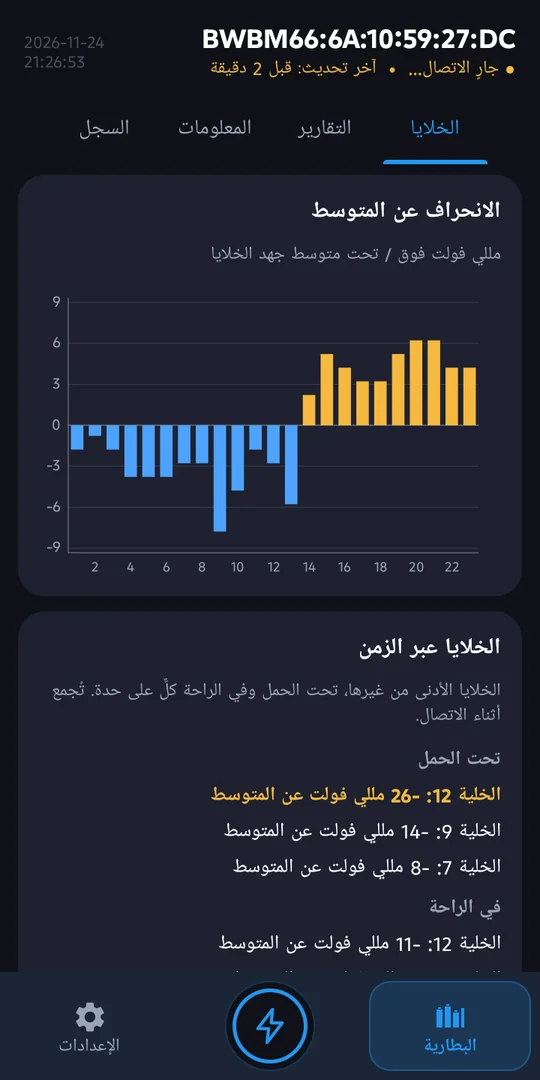 BWBM66:6A:10:59:27:DC
2026-11-24
21:26:53
● جارٍ الاتصال... • آخر تحديث: قبل 2 دقيقة
الخلايا
التقارير
المعلومات
السجل
الانحراف عن المتوسط
مللي فولت فوق / تحت متوسط جهد الخلايا
9
6
3
0
-3
-6
-9
2 4 6 8 10 12 14 16 18 20 22
الخلايا عبر الزمن
الخلايا الأدنى من غيرها، تحت الحمل وفي الراحة كلٌّ على حدة. تُجمع
أثناء الاتصال.
تحت الحمل
الخلية 12: -26 مللي فولت عن المتوسط
الخلية 9: -14 مللي فولت عن المتوسط
الخلية 7: -8 مللي فولت عن المتوسط
في الراحة
الخلية 12: -11 مللي فولت عن المتوسط
البطارية
الإعدادات